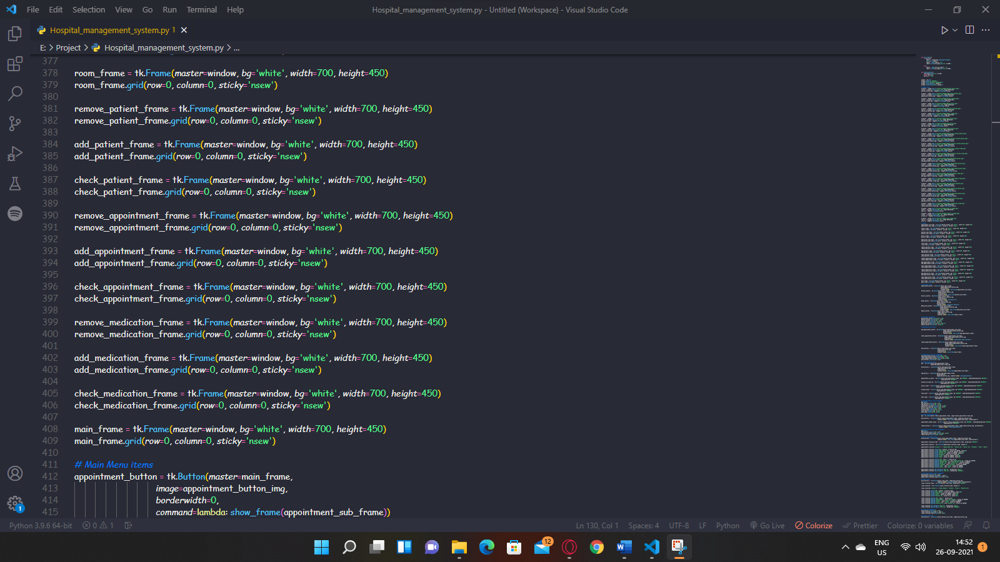 File Edit Selection View Go Run Terminal Help
Hospital_management_system.py - Untitled (Workspace) - Visual Studio Code
Hospital_management_system.py 1
E: > Project > Hospital_management_system.py > ...
377
378 room_frame = tk.Frame(master=window, bg='white', width=700, height=450)
379 room_frame.grid(row=0, column=0, sticky='nsew')
380
381 remove_patient_frame = tk.Frame(master=window, bg='white', width=700, height=450)
382 remove_patient_frame.grid(row=0, column=0, sticky='nsew')
383
384 add_patient_frame = tk.Frame(master=window, bg='white', width=700, height=450)
385 add_patient_frame.grid(row=0, column=0, sticky='nsew')
386
387 check_patient_frame = tk.Frame(master=window, bg='white', width=700, height=450)
388 check_patient_frame.grid(row=0, column=0, sticky='nsew')
389
390 remove_appointment_frame = tk.Frame(master=window, bg='white', width=700, height=450)
391 remove_appointment_frame.grid(row=0, column=0, sticky='nsew')
392
393 add_appointment_frame = tk.Frame(master=window, bg='white', width=700, height=450)
394 add_appointment_frame.grid(row=0, column=0, sticky='nsew')
395
396 check_appointment_frame = tk.Frame(master=window, bg='white', width=700, height=450)
397 check_appointment_frame.grid(row=0, column=0, sticky='nsew')
398
399 remove_medication_frame = tk.Frame(master=window, bg='white', width=700, height=450)
400 remove_medication_frame.grid(row=0, column=0, sticky='nsew')
401
402 add_medication_frame = tk.Frame(master=window, bg='white', width=700, height=450)
403 add_medication_frame.grid(row=0, column=0, sticky='nsew')
404
405 check_medication_frame = tk.Frame(master=window, bg='white', width=700, height=450)
406 check_medication_frame.grid(row=0, column=0, sticky='nsew')
407
408 main_frame = tk.Frame(master=window, bg='white', width=700, height=450)
409 main_frame.grid(row=0, column=0, sticky='nsew')
410
411 # Main Menu items
412 appointment_button = tk.Button(master=main_frame,
413 image=appointment_button_img,
414 borderwidth=0,
415 command=lambda: show_frame(appointment_sub_frame))
1
Python 3.9.6 64-bit 0 1 Ln 130, Col 1 Spaces: 4 UTF-8 LF Python Go Live Colorize Prettier Colorize: 0 variables
12
ENG
US
14:52
26-09-2021
1